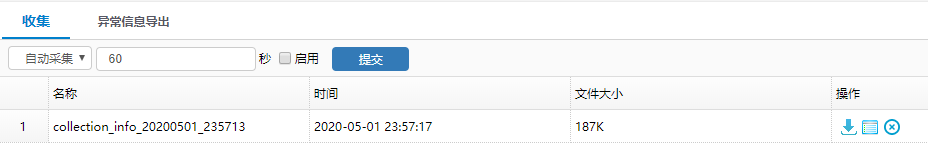 收集 异常信息导出
自动采集 60 秒 启用 提交
名称 时间 文件大小 操作
1 collection_info_20200501_235713 2020-05-01 23:57:17 187K